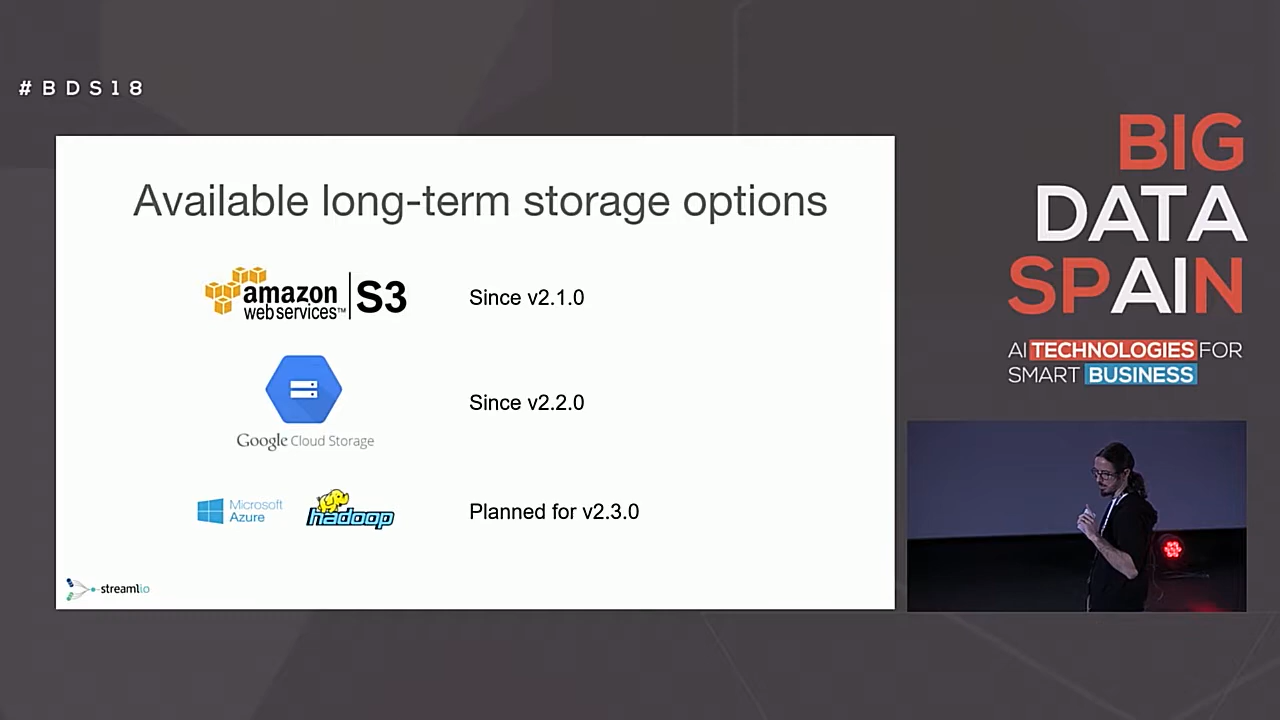 #BDS18
Available long-term storage options
amazon
web services™
S3
Since v2.1.0
Google Cloud Storage
Since v2.2.0
Microsoft
Azure
hadoop
Planned for v2.3.0
streamlio
BIG
DATA
SPAIN
AI TECHNOLOGIES FOR
SMART BUSINESS